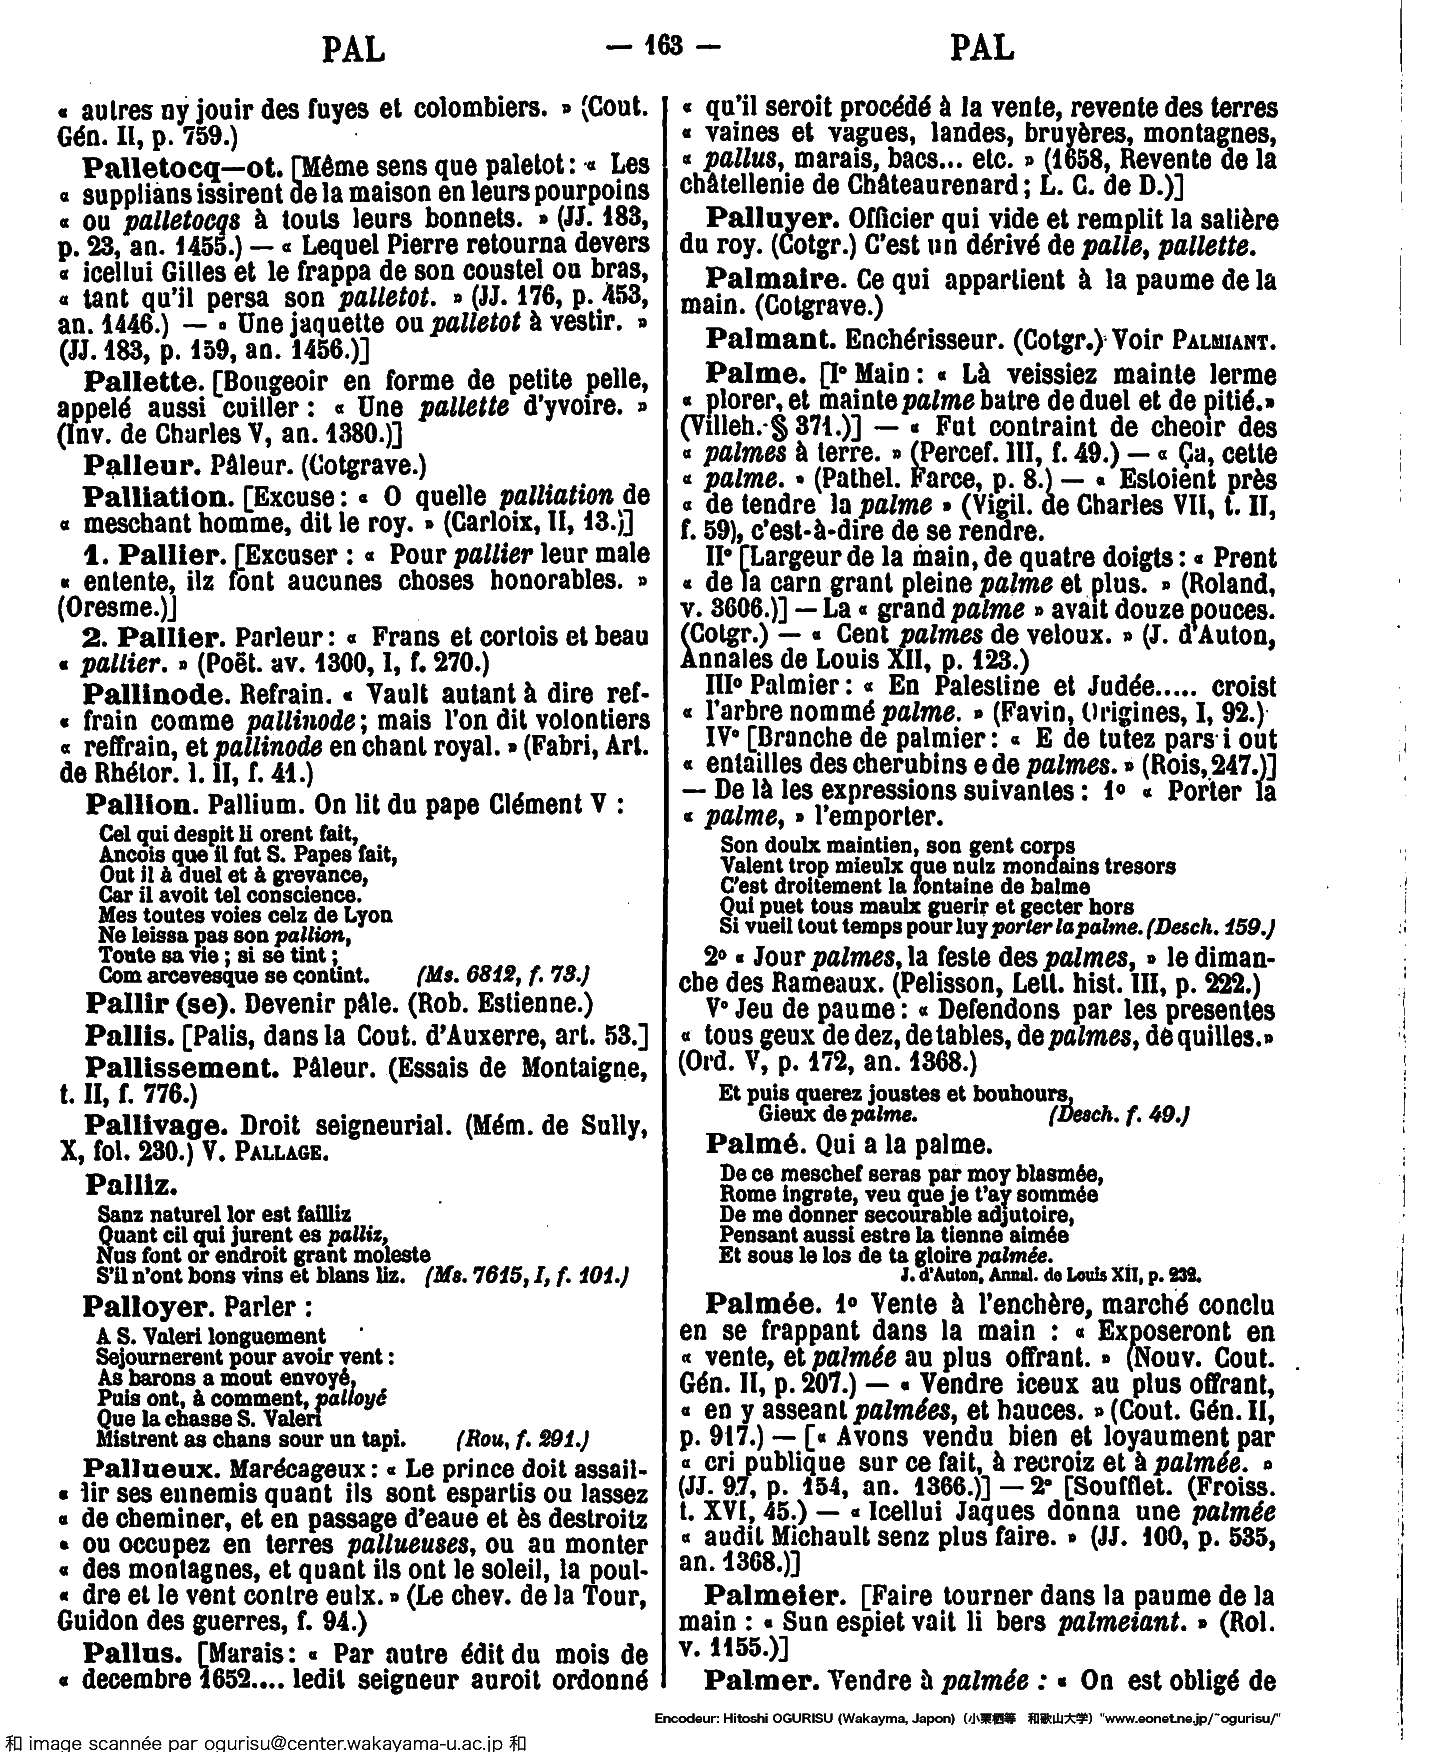 PAL — 163 — PAL
« autres ny jouir des fuyes et colombiers. » (Cout.
Gén. II, p. 759.)
Palletocq—ot. [Même sens que paletot : « Les
« supplians issirent de la maison en leurs pourpoins
« ou palletocqs à touts leurs bonnets. » (JJ. 183,
p. 23, an. 1455.) — « Lequel Pierre retourna devers
« icellui Gilles et le frappa de son coustel ou bras,
« tant qu'il persa son palletot. » (JJ. 176, p. 453,
an. 1446.) — « Une jaquette ou palletot à vestir. »
(JJ. 183, p. 159, an. 1456.)]
Pallette. [Bougeoir en forme de petite pelle,
appelé aussi cuiller : « Une pallette d'yvoire. »
(Inv. de Charles V, an. 1380.)]
Palleur. Pâleur. (Cotgrave.)
Palliation. [Excuse : « O quelle palliation de
« meschant homme, dit le roy. » (Carloix, II, 13.)]
1. Pallier. [Excuser : « Pour pallier leur male
« entente, ilz font aucunes choses honorables. »
(Oresme.)]
2. Pallier. Parleur : « Frans et cortois et beau
« pallier. » (Poët. av. 1300, I, f. 270.)
Pallinode. Refrain. « Vault autant à dire ref-
« frain comme pallinode ; mais l'on dit volontiers
« reffrain, et pallinode en chant royal. » (Fabri, Art.
de Rhétor. l. II, f. 41.)
Pallion. Pallium. On lit du pape Clément V :
Cel qui despit li orent fait,
Ancois que il fut S. Papes fait,
Out il à duel et à grevance,
Car il avoit tel conscience.
Mes toutes voies celz de Lyon
Ne leissa pas son pallion,
Toute sa vie ; si se tint ;
Com arcevesque se contint. (Ms. 6812, f. 73.)
Pallir (se). Devenir pâle. (Rob. Estienne.)
Pallis. [Palis, dans la Cout. d'Auxerre, art. 53.]
Pallissement. Pâleur. (Essais de Montaigne,
t. II, f. 776.)
Pallivage. Droit seigneurial. (Mém. de Sully,
X, fol. 230.) V. PALLAGE.
Palliz.
Sanz naturel lor est failliz
Quant cil qui jurent es palliz,
Nus font or endroit grant moleste
S'il n'ont bons vins et blans liz. (Ms. 7615, I, f. 101.)
Palloyer. Parler :
A S. Valeri longuement
Sejournerent pour avoir vent :
As barons a mout envoyé,
Puis ont, à comment, palloyé
Que la chasse S. Valeri
Mistrent as chans sour un tapi. (Rou, f. 291.)
Pallueux. Marécageux : « Le prince doit assail-
« lir ses ennemis quant ils sont espartis ou lassez
« de cheminer, et en passage d'eaue et ès destroitz
« ou occupez en terres pallueuses, ou au monter
« des montagnes, et quant ils ont le soleil, la poul-
« dre et le vent contre eulx. » (Le chev. de la Tour,
Guidon des guerres, f. 94.)
Pallus. [Marais : « Par autre édit du mois de
« decembre 1652.... ledit seigneur auroit ordonné
« qu'il seroit procédé à la vente, revente des terres
« vaines et vagues, landes, bruyères, montagnes,
« pallus, marais, bacs... etc. » (1658, Revente de la
châtellenie de Châteaurenard ; L. C. de D.)]
Palluyer. Officier qui vide et remplit la salière
du roy. (Cotgr.) C'est un dérivé de palle, pallette.
Palmaire. Ce qui appartient à la paume de la
main. (Cotgrave.)
Palmant. Enchérisseur. (Cotgr.) Voir PALMIANT.
Palme. [I° Main : « Là veissiez mainte lerme
« plorer, et mainte palme batre de duel et de pitié.»
(Villeh. § 371.)] — « Fut contraint de cheoir des
« palmes à terre. » (Percef. III, f. 49.) — « Ça, cette
« palme. » (Pathel. Farce, p. 8.) — « Estoient près
« de tendre la palme » (Vigil. de Charles VII, t. II,
f. 59), c'est-à-dire de se rendre.
II° [Largeur de la main, de quatre doigts : « Prent
« de la carn grant pleine palme et plus. » (Roland,
v. 3606.)] — La « grand palme » avait douze pouces.
(Cotgr.) — « Cent palmes de veloux. » (J. d'Auton,
Annales de Louis XII, p. 123.)
III° Palmier : « En Palestine et Judée..... croist
« l'arbre nommé palme. » (Favin, Origines, I, 92.)
IV° [Branche de palmier : « E de tutez pars i out
« entailles des cherubins e de palmes. » (Rois, 247.)]
— De là les expressions suivantes : 1° « Porter la
« palme, » l'emporter.
Son doulx maintien, son gent corps
Valent trop mieulx que nulz mondains tresors
C'est droitement la fontaine de balme
Qui puet tous maulx guerir et gecter hors
Si vueil tout temps pour luy porter la palme. (Desch. 159.)
2° « Jour palmes, la feste des palmes, » le diman-
che des Rameaux. (Pelisson, Lett. hist. III, p. 222.)
V° Jeu de paume : « Defendons par les presentes
« tous geux de dez, de tables, de palmes, de quilles.»
(Ord. V, p. 172, an. 1368.)
Et puis querez joustes et bouhours,
Gieux de palme. (Desch. f. 49.)
Palmé. Qui a la palme.
De ce meschef seras par moy blasmée,
Rome ingrate, veu que je t'ay sommée
De me donner secourable adjutoire,
Pensant aussi estre la tienne aimée
Et sous le los de ta gloire palmée.
J. d'Auton, Annal. de Louis XII, p. 232.
Palmée. 1° Vente à l'enchère, marché conclu
en se frappant dans la main : « Exposeront en
« vente, et palmée au plus offrant. » (Nouv. Cout.
Gén. II, p. 207.) — « Vendre iceux au plus offrant,
« en y asseant palmées, et hauces. » (Cout. Gén. II,
p. 917.) — [« Avons vendu bien et loyaument par
« cri publique sur ce fait, à recroiz et à palmée. »
(JJ. 97, p. 154, an. 1366.)] — 2° [Soufflet. (Froiss.
t. XVI, 45.) — « Icellui Jaques donna une palmée
« audit Michault senz plus faire. » (JJ. 100, p. 535,
an. 1368.)]
Palmeier. [Faire tourner dans la paume de la
main : « Sun espiet vait li bers palmeiant. » (Rol.
v. 1155.)]
Palmer. Vendre à palmée : « On est obligé de
Encodeur: Hitoshi OGURISU (Wakayma, Japon) (小栗栖等 和歌山大学) "www.eonet.ne.jp/~ogurisu/"
和 image scannée par ogurisu@center.wakayama-u.ac.jp 和